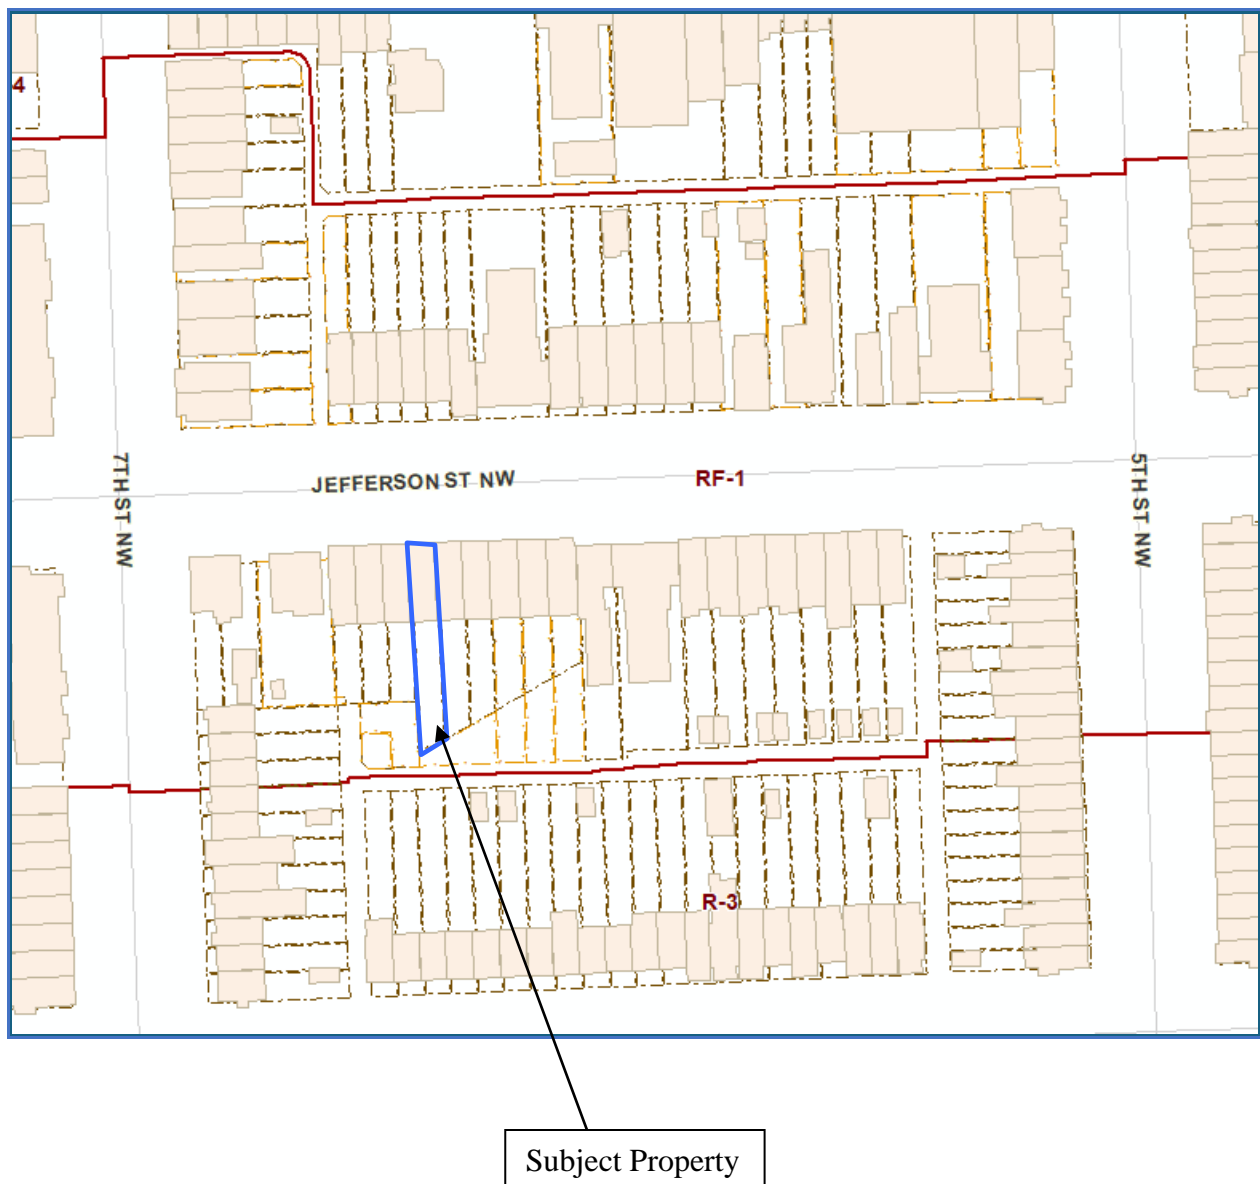 4
7TH ST NW
JEFFERSON ST NW
RF-1
5TH ST NW
R-3
Subject Property